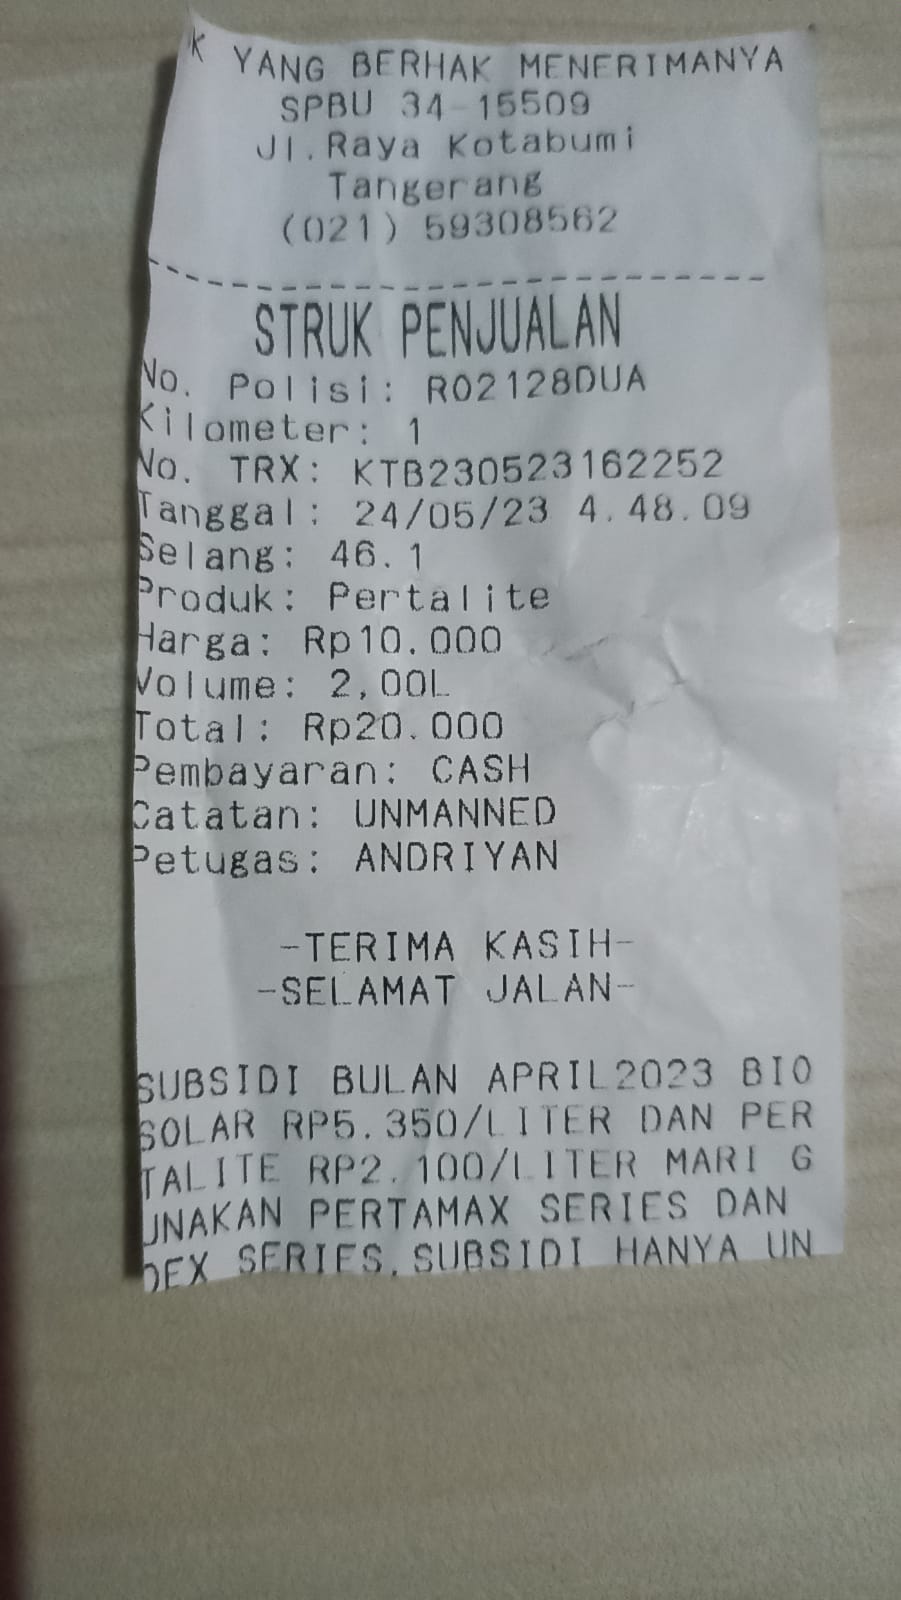 K YANG BERHAK MENERIMANYA
SPBU 34-15509
Jl.Raya Kotabumi
Tangerang
(021) 59308562
STRUK PENJUALAN
No. Polisi: R02128DUA
Kilometer: 1
No. TRX: KTB230523162252
Tanggal: 24/05/23 4.48.09
Selang: 46.1
Produk: Pertalite
Harga: Rp10.000
Volume: 2,00L
Total: Rp20.000
Pembayaran: CASH
Catatan: UNMANNED
Petugas: ANDRIYAN
-TERIMA KASIH-
-SELAMAT JALAN-
SUBSIDI BULAN APRIL2023 BIO
SOLAR RP5.350/LITER DAN PER
TALITE RP2.100/LITER MARI G
UNAKAN PERTAMAX SERIES DAN
DEX SERIES.SUBSIDI HANYA UN